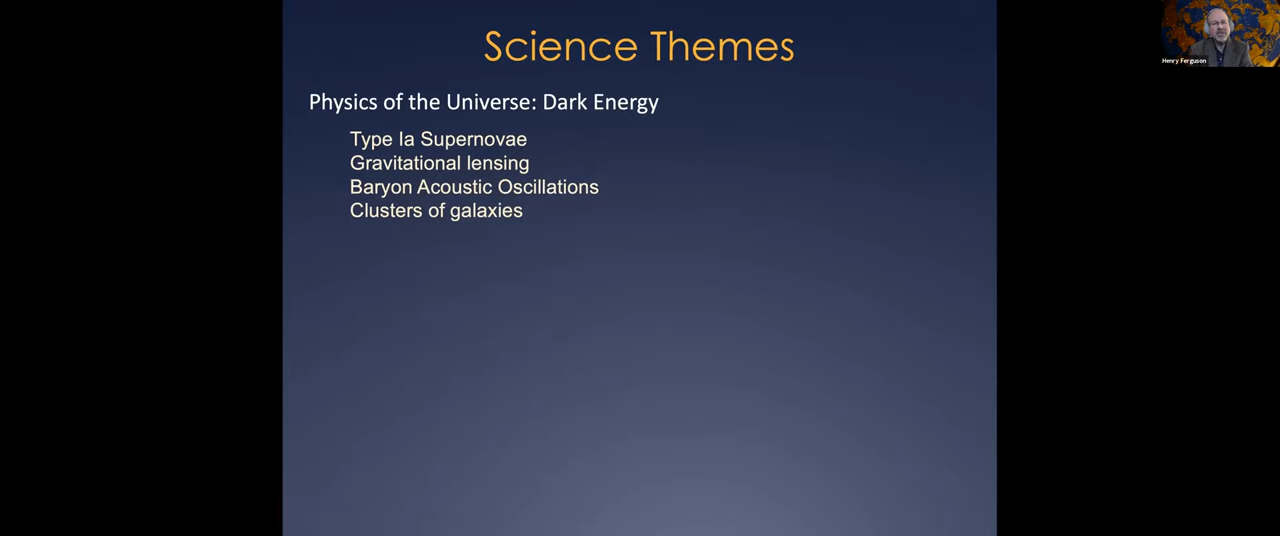 Science Themes
Henry Ferguson
Physics of the Universe: Dark Energy
Type Ia Supernovae
Gravitational lensing
Baryon Acoustic Oscillations
Clusters of galaxies